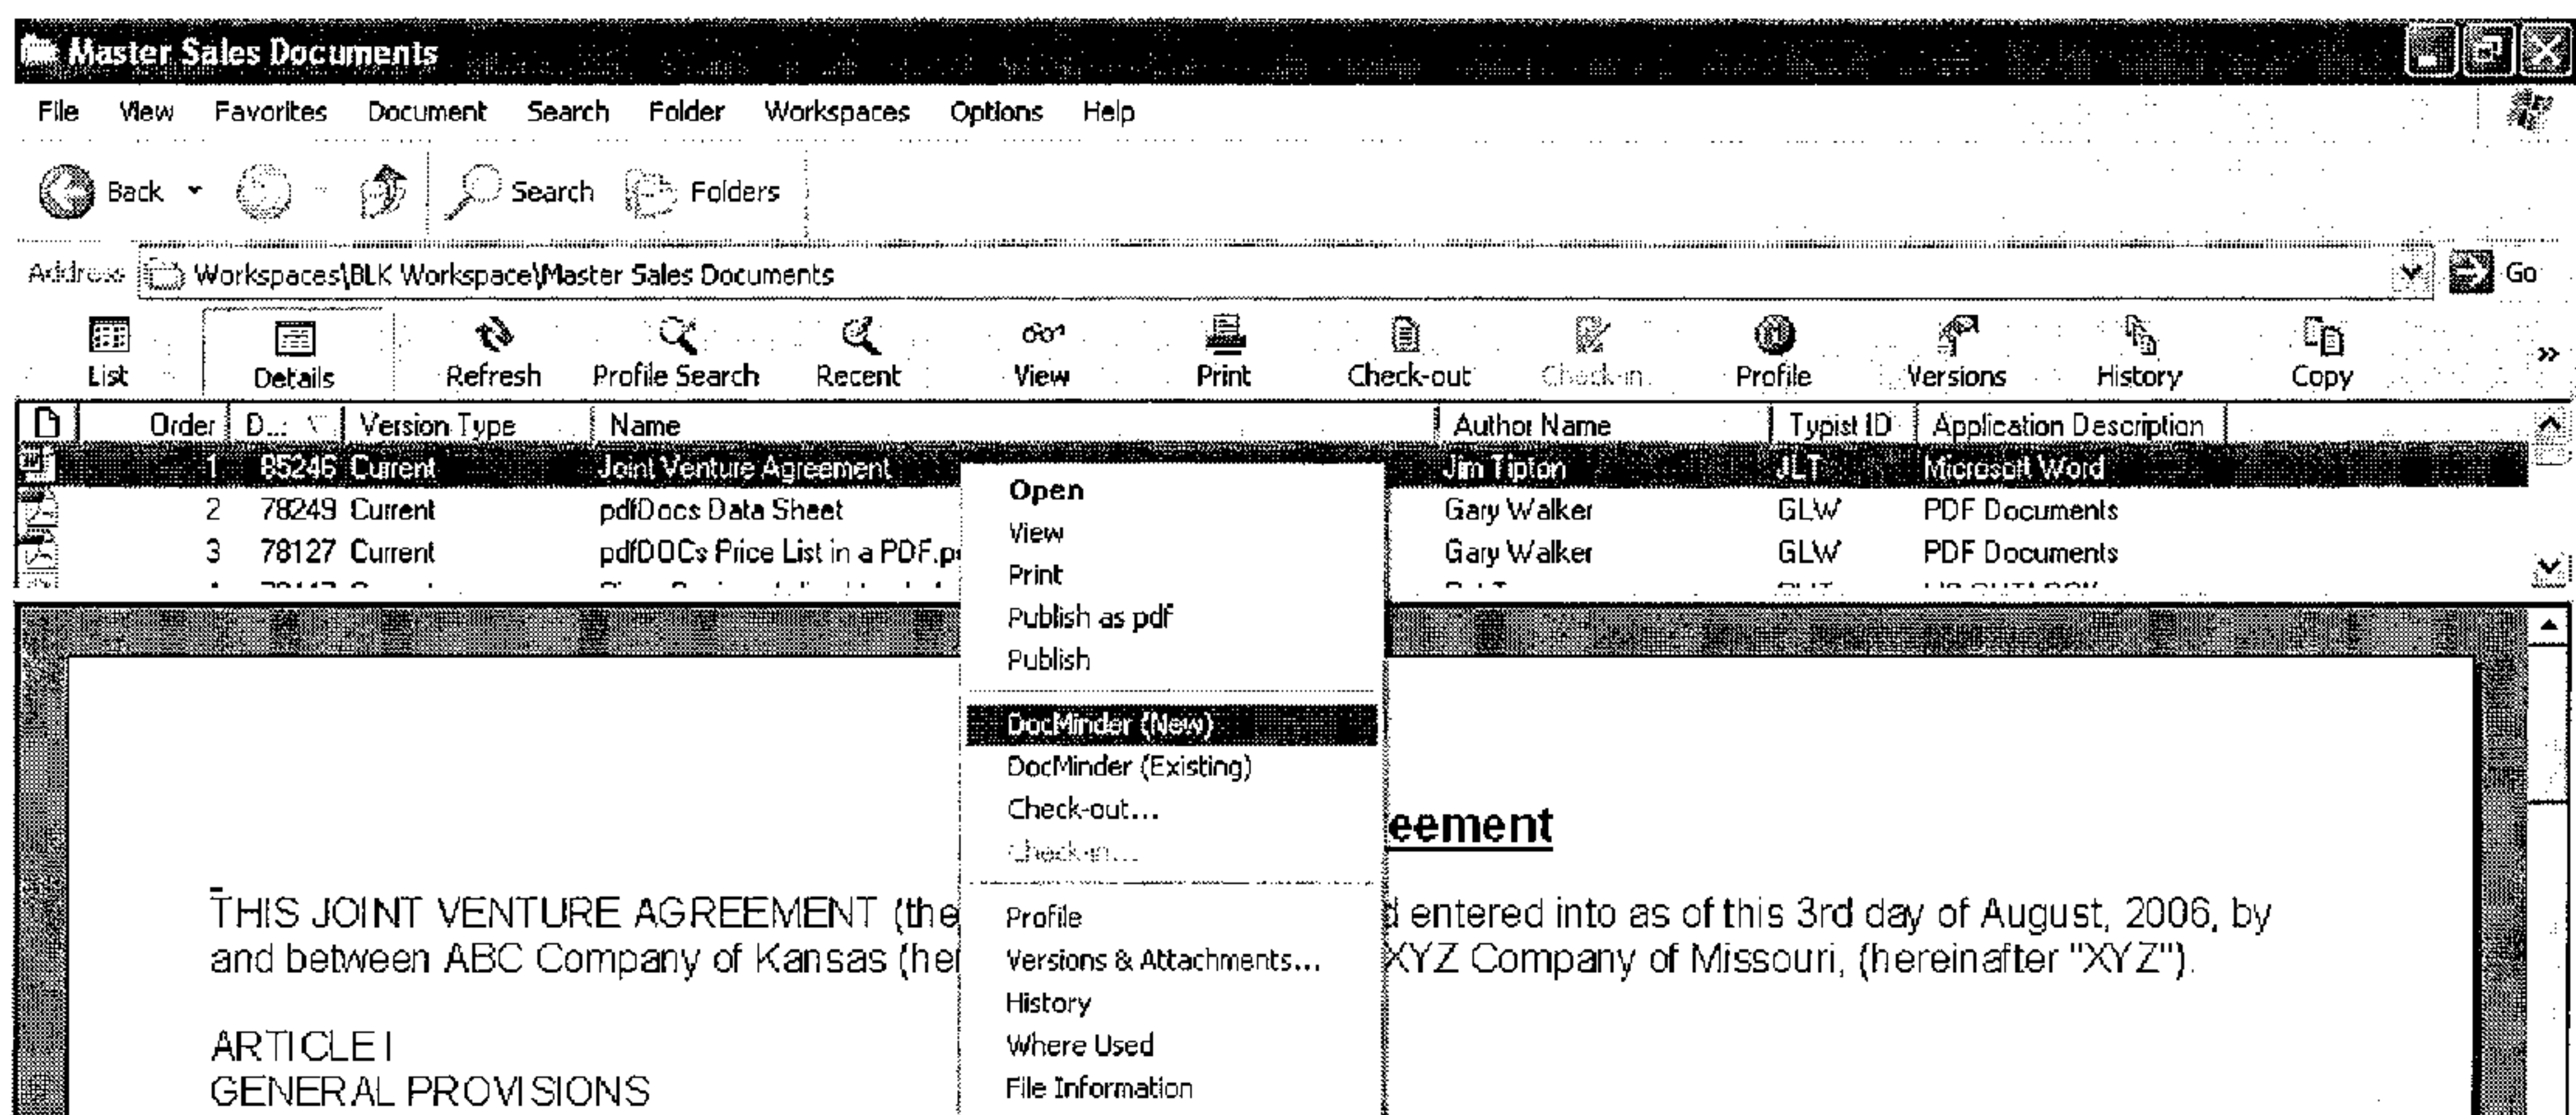 Master Sales Documents
File View Favorites Document Search Folder Workspaces Options Help
Back Search Folders
Address Workspaces\BLK Workspace\Master Sales Documents Go
List Details Refresh Profile Search Recent View Print Check-out Check-in Profile Versions History Copy »
Order D... Version Type Name Author Name Typist ID Application Description
1 85246 Current Joint Venture Agreement Jim Tipton JLT Microsoft Word
2 78249 Current pdfDocs Data Sheet Gary Walker GLW PDF Documents
3 78127 Current pdfDOCs Price List in a PDF.p Gary Walker GLW PDF Documents
Open
View
Print
Publish as pdf
Publish
DocMinder (New)
DocMinder (Existing)
Check-out...
Check-in...
Profile
Versions & Attachments...
History
Where Used
File Information
eement
THIS JOINT VENTURE AGREEMENT (the d entered into as of this 3rd day of August, 2006, by
and between ABC Company of Kansas (her XYZ Company of Missouri, (hereinafter "XYZ").
ARTICLE I
GENERAL PROVISIONS